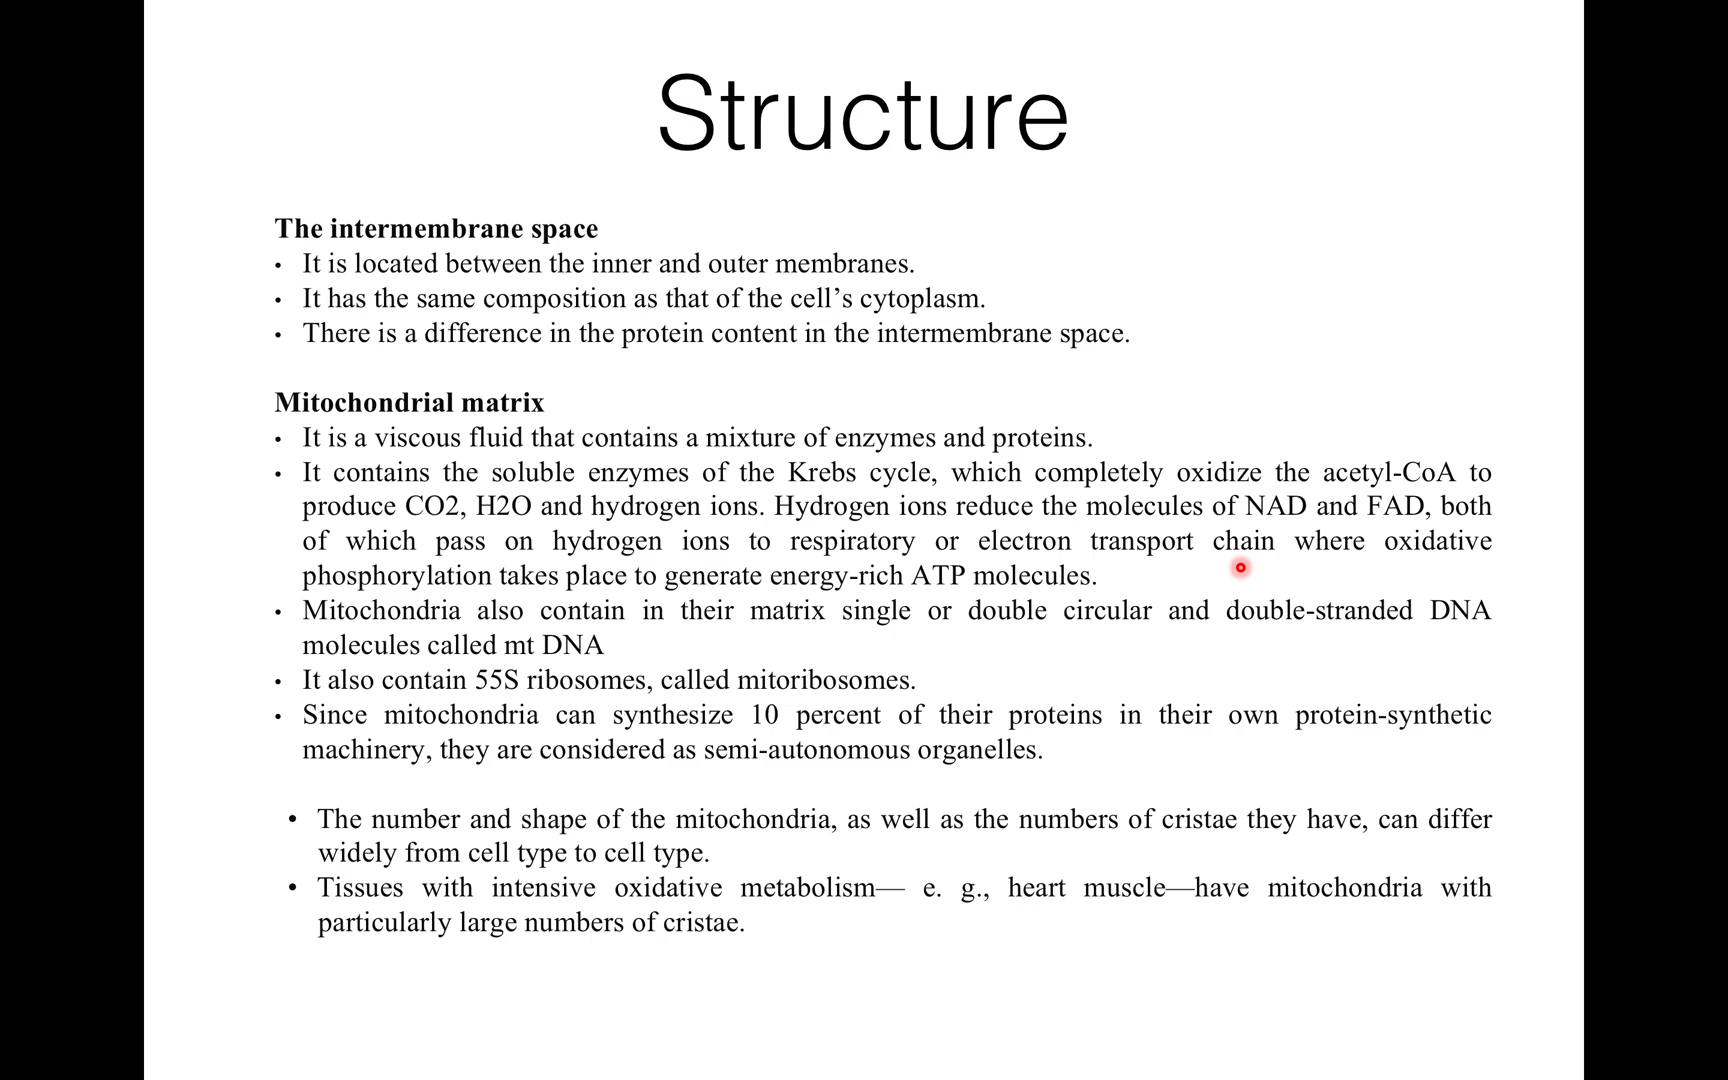 Structure
The intermembrane space
• It is located between the inner and outer membranes.
• It has the same composition as that of the cell’s cytoplasm.
• There is a difference in the protein content in the intermembrane space.
Mitochondrial matrix
• It is a viscous fluid that contains a mixture of enzymes and proteins.
• It contains the soluble enzymes of the Krebs cycle, which completely oxidize the acetyl-CoA to
produce CO2, H2O and hydrogen ions. Hydrogen ions reduce the molecules of NAD and FAD, both
of which pass on hydrogen ions to respiratory or electron transport chain where oxidative
phosphorylation takes place to generate energy-rich ATP molecules.
• Mitochondria also contain in their matrix single or double circular and double-stranded DNA
molecules called mt DNA
• It also contain 55S ribosomes, called mitoribosomes.
• Since mitochondria can synthesize 10 percent of their proteins in their own protein-synthetic
machinery, they are considered as semi-autonomous organelles.
• The number and shape of the mitochondria, as well as the numbers of cristae they have, can differ
widely from cell type to cell type.
• Tissues with intensive oxidative metabolism— e. g., heart muscle—have mitochondria with
particularly large numbers of cristae.